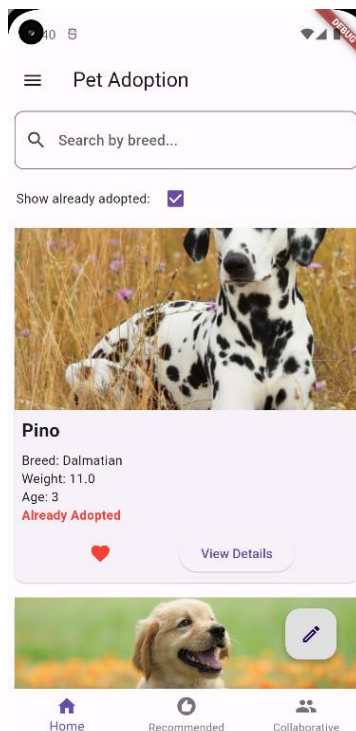 40
DEBUG
Pet Adoption
Search by breed...
Show already adopted:
Pino
Breed: Dalmatian
Weight: 11.0
Age: 3
Already Adopted
View Details
Home
Recommended
Collaborative